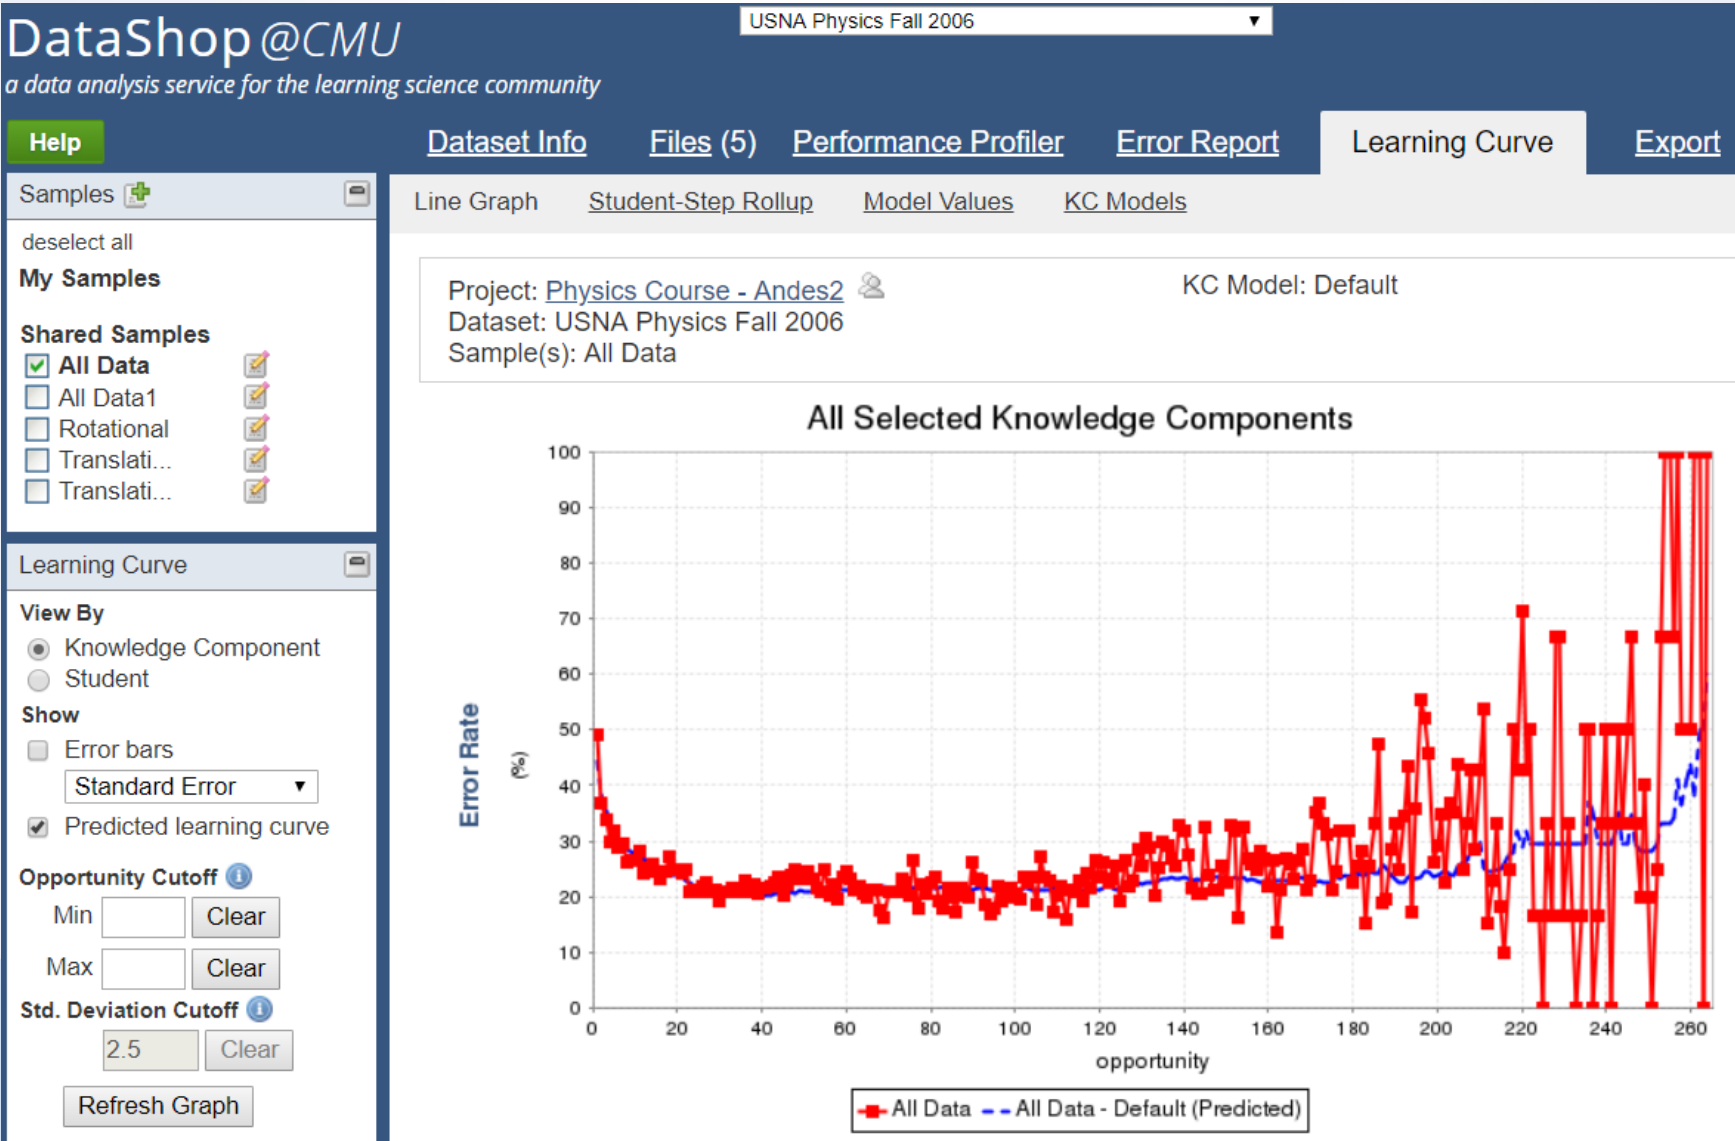 USNA Physics Fall 2006
DataShop@CMU
a data analysis service for the learning science community
Help
Dataset Info
Files (5)
Performance Profiler
Error Report
Learning Curve
Export
Samples
Line Graph
Student-Step Rollup
Model Values
KC Models
deselect all
My Samples
Shared Samples
All Data
All Data1
Rotational
Translati...
Translati...
Project: Physics Course - Andes2
KC Model: Default
Dataset: USNA Physics Fall 2006
Sample(s): All Data
Learning Curve
View By
Knowledge Component
Student
Show
Error bars
Standard Error
Predicted learning curve
Opportunity Cutoff
Min
Clear
Max
Clear
Std. Deviation Cutoff
2.5
Clear
Refresh Graph
All Selected Knowledge Components
100
90
80
70
60
50
40
30
20
10
0
Error Rate
(%)
0 20 40 60 80 100 120 140 160 180 200 220 240 260
opportunity
All Data
All Data - Default (Predicted)